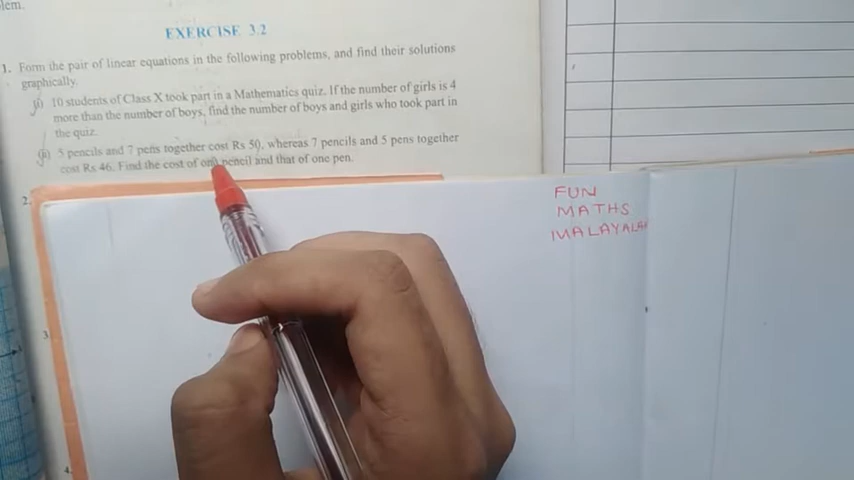 lem.
EXERCISE 3.2
1. Form the pair of linear equations in the following problems, and find their solutions
graphically.
(i) 10 students of Class X took part in a Mathematics quiz. If the number of girls is 4
more than the number of boys, find the number of boys and girls who took part in
the quiz.
(ii) 5 pencils and 7 pens together cost Rs 50, whereas 7 pencils and 5 pens together
cost Rs 46. Find the cost of one pencil and that of one pen.
2.
3.
4.
FUN
MATHS
MALAYALAM